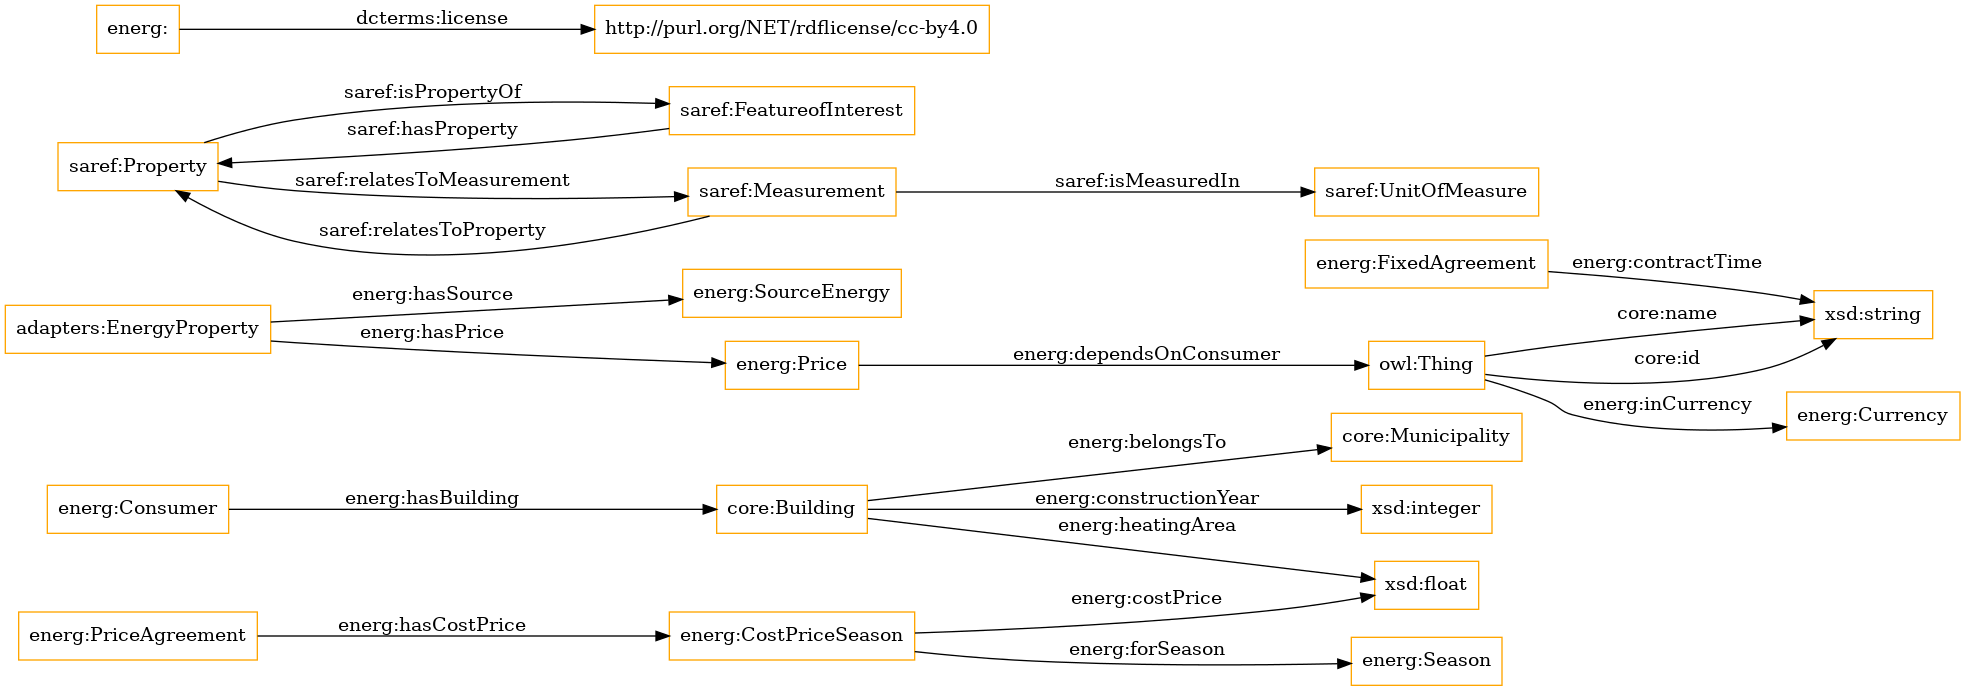 energ:
dcterms:license
http://purl.org/NET/rdflicense/cc-by4.0
saref:isPropertyOf
saref:FeatureofInterest
saref:hasProperty
saref:Property
saref:relatesToMeasurement
saref:Measurement
saref:isMeasuredIn
saref:UnitOfMeasure
saref:relatesToProperty
energ:FixedAgreement
energ:contractTime
xsd:string
adapters:EnergyProperty
energ:hasSource
energ:SourceEnergy
energ:hasPrice
energ:Price
energ:dependsOnConsumer
owl:Thing
core:name
core:id
energ:inCurrency
energ:Currency
energ:Consumer
energ:hasBuilding
core:Building
energ:belongsTo
core:Municipality
energ:constructionYear
xsd:integer
energ:heatingArea
xsd:float
energ:PriceAgreement
energ:hasCostPrice
energ:CostPriceSeason
energ:costPrice
energ:forSeason
energ:Season